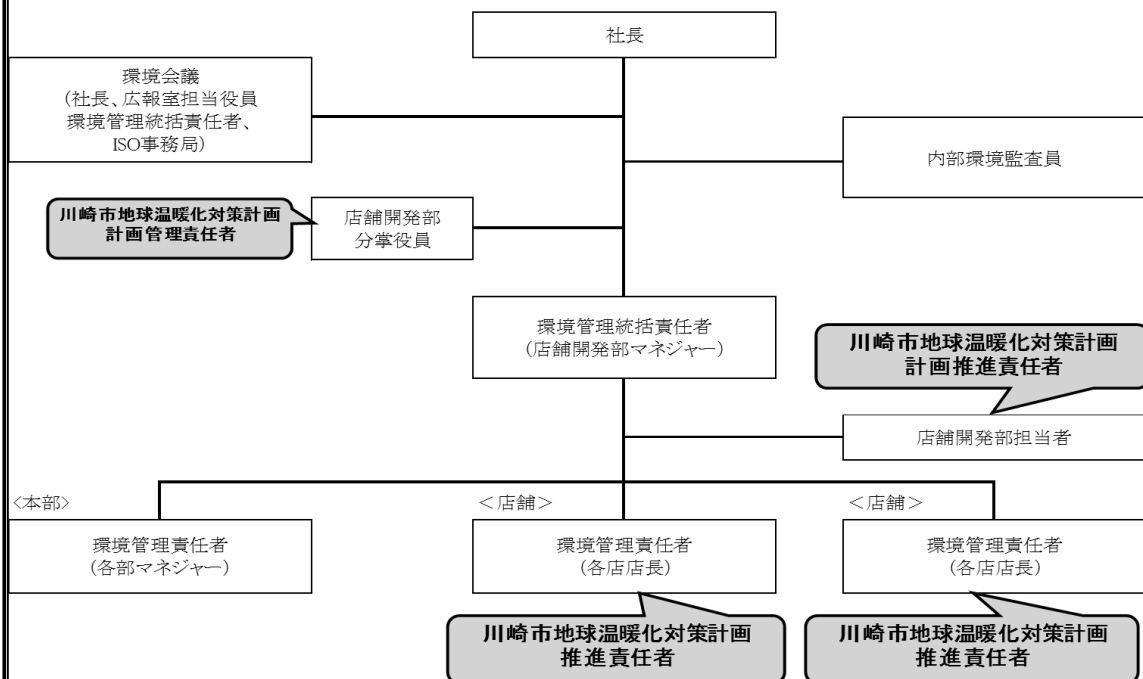 社長
環境会議
(社長、広報室担当役員
環境管理統括責任者、
ISO事務局)
内部環境監査員
川崎市地球温暖化対策計画
計画管理責任者
店舗開発部
分掌役員
環境管理統括責任者
(店舗開発部マネジャー)
川崎市地球温暖化対策計画
計画推進責任者
店舗開発部担当者
<本部>
<店舗>
<店舗>
環境管理責任者
(各部マネジャー)
環境管理責任者
(各店店長)
環境管理責任者
(各店店長)
川崎市地球温暖化対策計画
推進責任者
川崎市地球温暖化対策計画
推進責任者